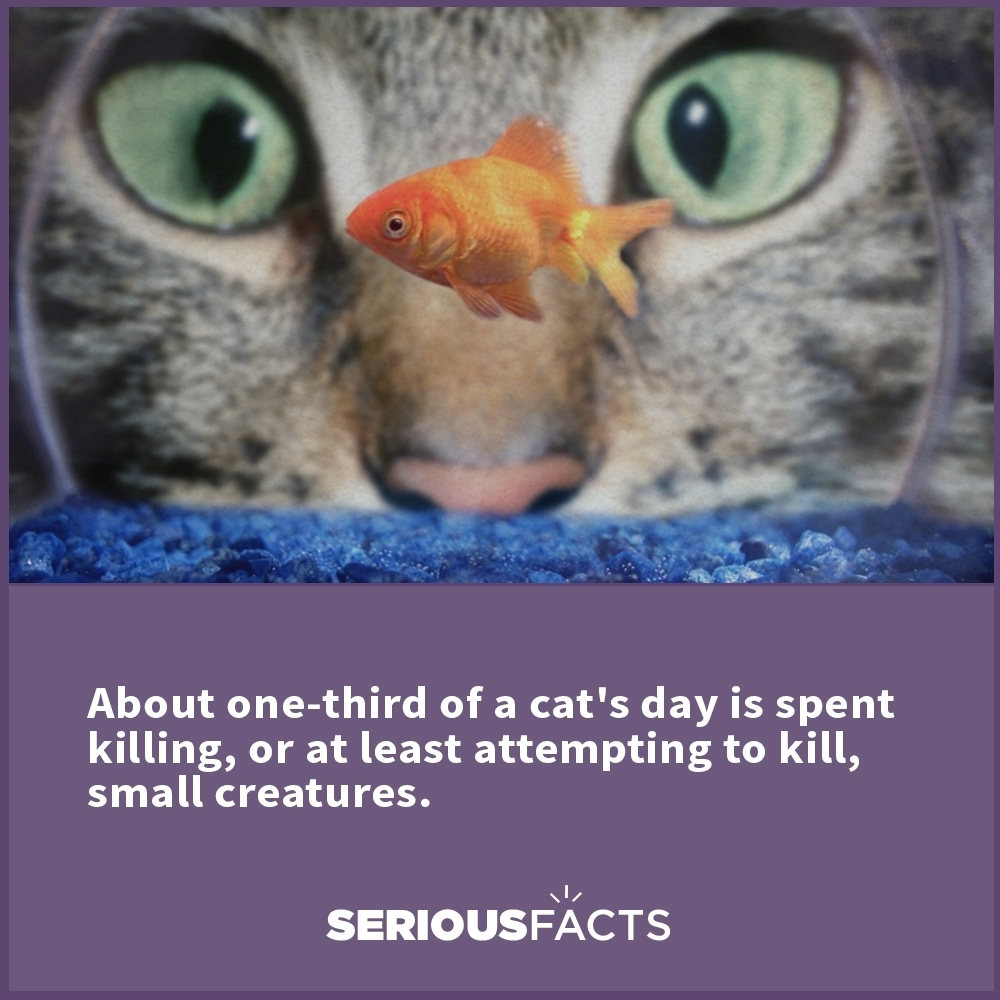 About one-third of a cat's day is spent
killing, or at least attempting to kill,
small creatures.
SERIOUSFACTS